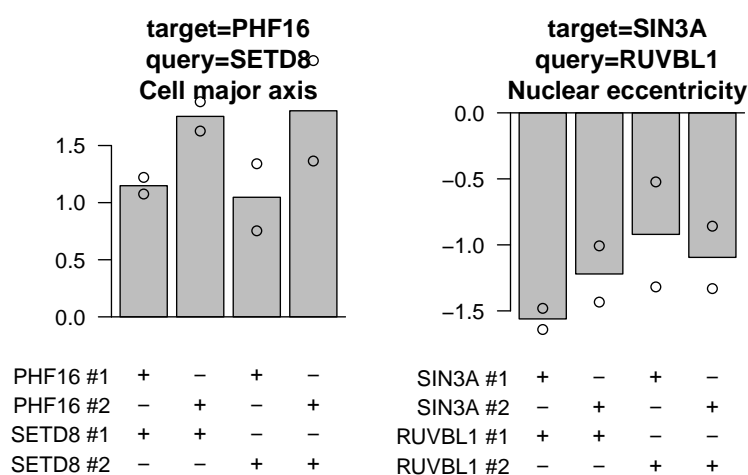 target=PHF16
query=SETD8
Cell major axis
1.5
1.0
0.5
0.0
PHF16 #1 + − + −
PHF16 #2 − + − +
SETD8 #1 + + − −
SETD8 #2 − − + +
target=SIN3A
query=RUVBL1
Nuclear eccentricity
0.0
−0.5
−1.0
−1.5
SIN3A #1 + − + −
SIN3A #2 − + − +
RUVBL1 #1 + + − −
RUVBL1 #2 − − + +